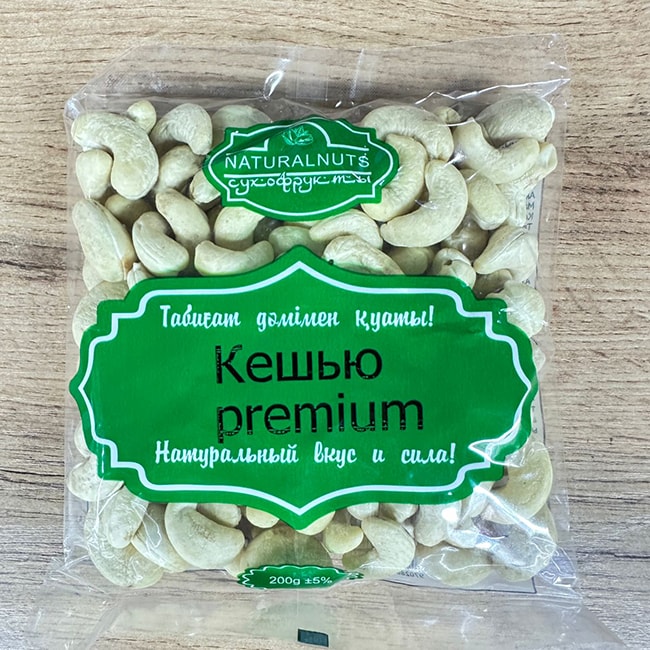 NATURALNUTS
сухофрукты
Табиғат дәмімен қуаты!
Кешью
premium
Натуральный вкус и сила!
200g ±5%